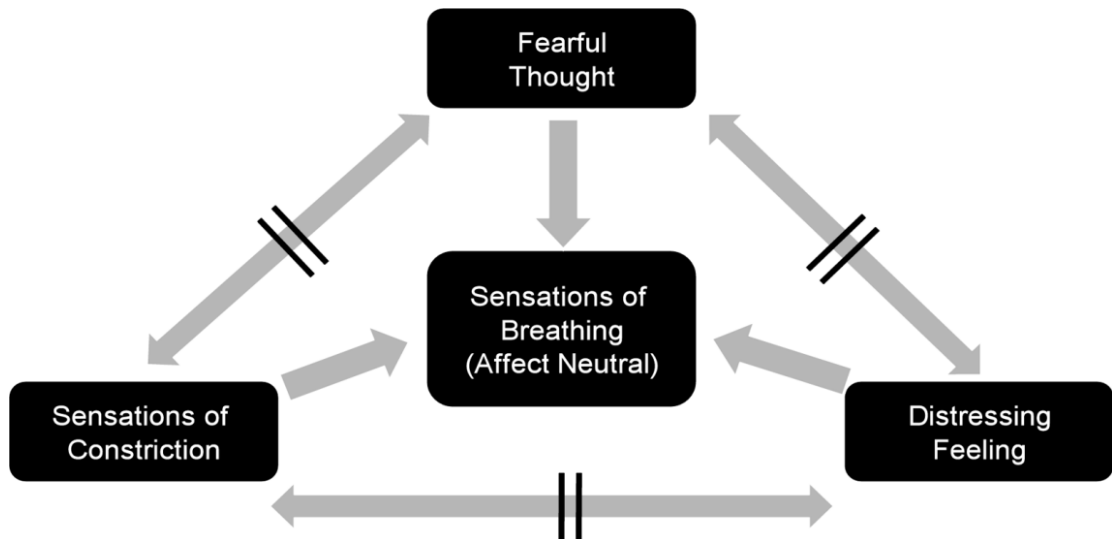 Fearful
Thought
Sensations of
Breathing
(Affect Neutral)
Sensations of
Constriction
Distressing
Feeling